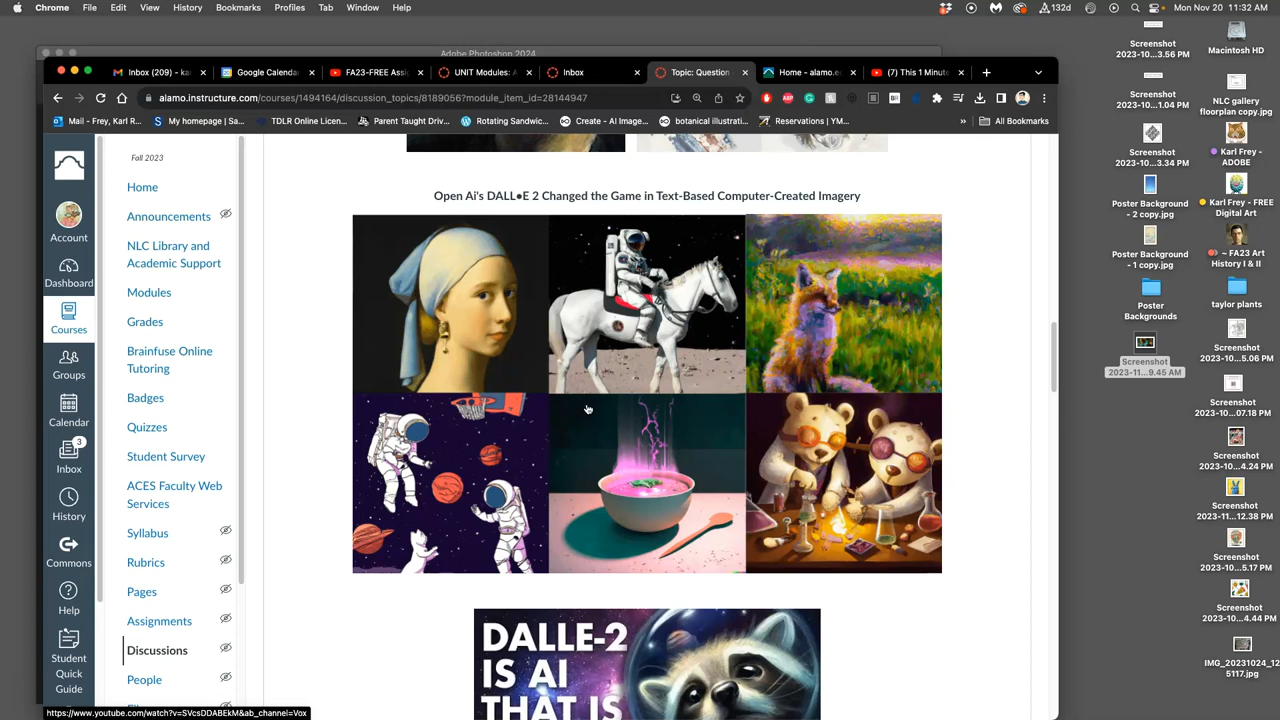 Chrome File Edit View History Bookmarks Profiles Tab Window Help
132d Mon Nov 20 11:32 AM
Adobe Photoshop 2024
Inbox (209) - ka
Google Calenda
FA23-FREE Assig
UNIT Modules: A
Inbox
Topic: Question
Home - alamo.e
(7) This 1 Minute
alamo.instructure.com/courses/1494164/discussion_topics/8189056?module_item_id=28144947
Mail - Frey, Karl R...
My homepage | Sa...
TDLR Online Licen...
Parent Taught Driv...
Rotating Sandwic...
Create - AI Image...
botanical illustrati...
Reservations | YM...
»
All Bookmarks
Account
Dashboard
Courses
Groups
Calendar
3
Inbox
History
Commons
Help
Student
Quick
Guide
Fall 2023
Home
Announcements
NLC Library and
Academic Support
Modules
Grades
Brainfuse Online
Tutoring
Badges
Quizzes
Student Survey
ACES Faculty Web
Services
Syllabus
Rubrics
Pages
Assignments
Discussions
People
Open Ai's DALL•E 2 Changed the Game in Text-Based Computer-Created Imagery
DALLE-2
IS AI
THAT IS
https://www.youtube.com/watch?v=SVcsDDABEkM&ab_channel=Vox
Screenshot
2023-10...3.56 PM
Macintosh HD
Screenshot
2023-10...1.04 PM
NLC gallery
floorplan copy.jpg
Screenshot
2023-10...3.34 PM
Karl Frey -
ADOBE
Poster Background
- 2 copy.jpg
Karl Frey - FREE
Digital Art
Poster Background
- 1 copy.jpg
~ FA23 Art
History I & II
Poster
Backgrounds
taylor plants
Screenshot
2023-11...9.45 AM
Screenshot
2023-10...5.06 PM
Screenshot
2023-10...07.18 PM
Screenshot
2023-10...4.24 PM
Screenshot
2023-11...12.38 PM
Screenshot
2023-10...5.17 PM
Screenshot
2023-10...4.44 PM
IMG_20231024_12
5117.jpg